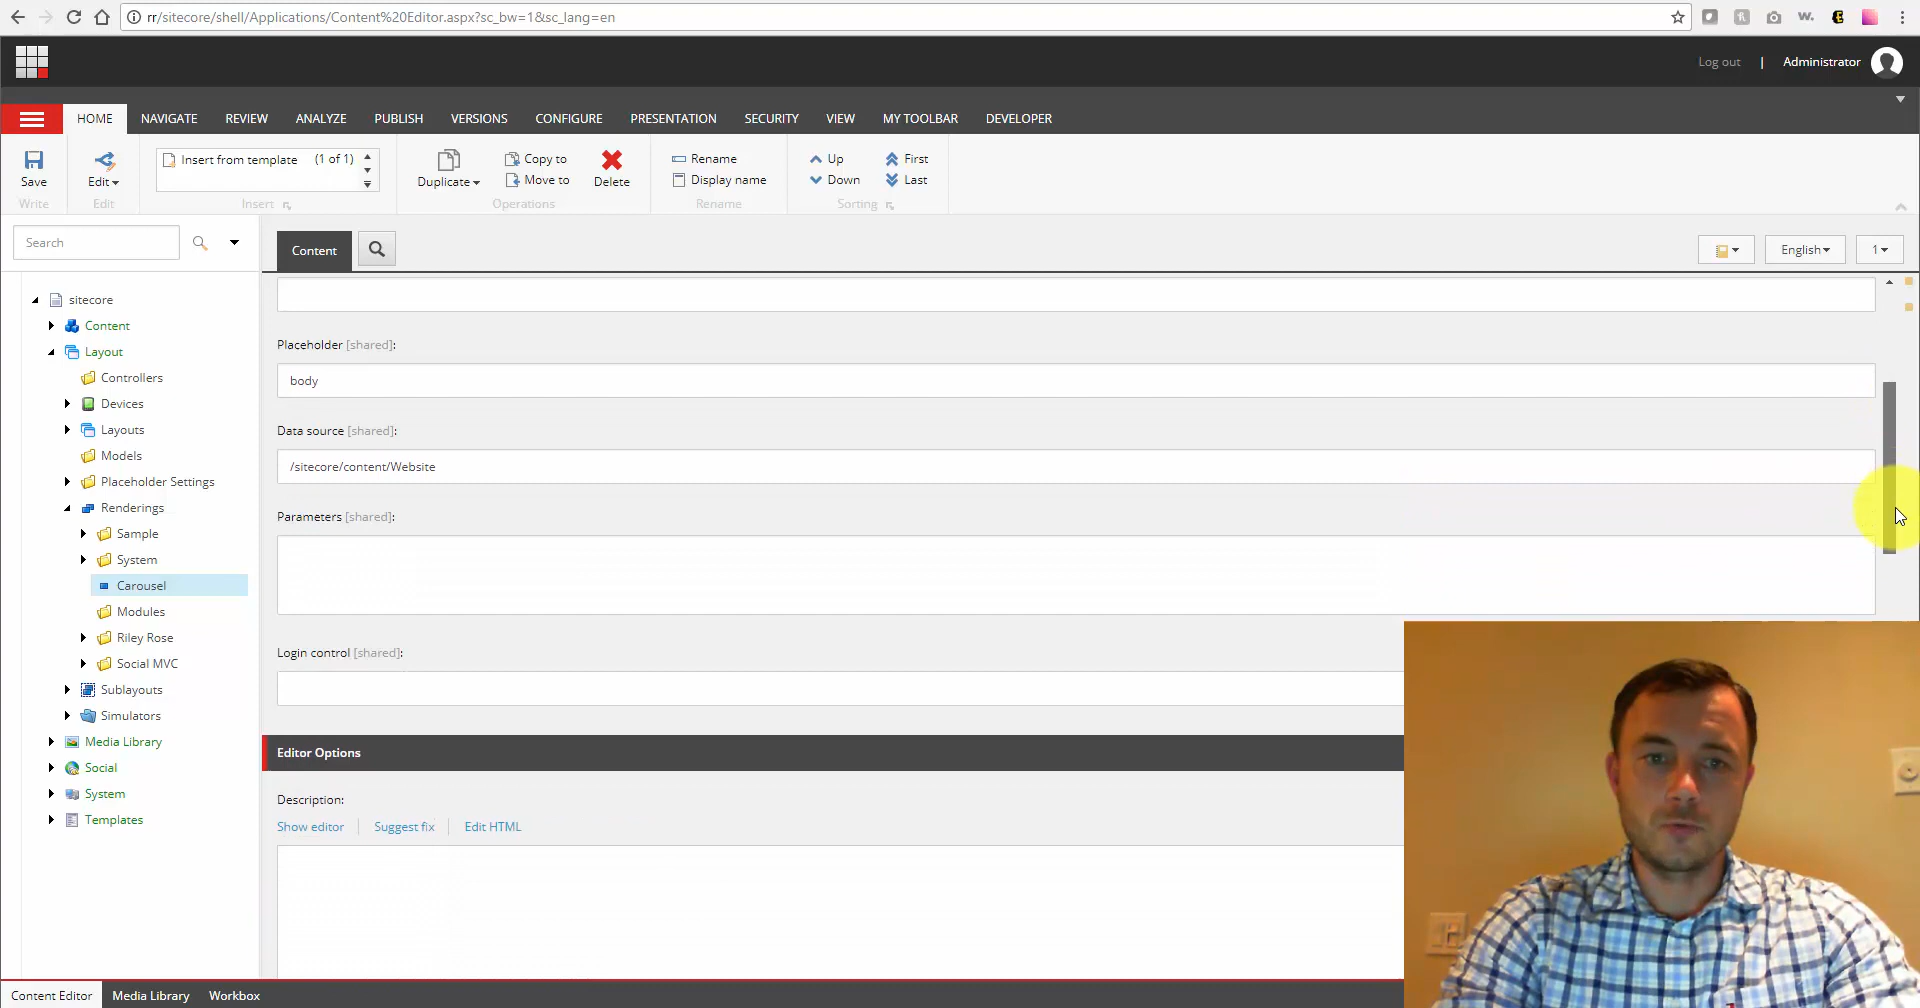 rr/sitecore/shell/Applications/Content%20Editor.aspx?sc_bw=1&sc_lang=en
Log out | Administrator
HOME NAVIGATE REVIEW ANALYZE PUBLISH VERSIONS CONFIGURE PRESENTATION SECURITY VIEW MY TOOLBAR DEVELOPER
Insert from template (1 of 1)
Copy to
Rename
Up
First
Save
Edit
Duplicate
Move to
Delete
Display name
Down
Last
Write
Edit
Insert
Operations
Rename
Sorting
Search
Content
English
1
sitecore
Content
Layout
Controllers
Devices
Layouts
Models
Placeholder Settings
Renderings
Sample
System
Carousel
Modules
Riley Rose
Social MVC
Sublayouts
Simulators
Media Library
Social
System
Templates
Placeholder [shared]:
body
Data source [shared]:
/sitecore/content/Website
Parameters [shared]:
Login control [shared]:
Editor Options
Description:
Show editor | Suggest fix | Edit HTML
Content Editor Media Library Workbox